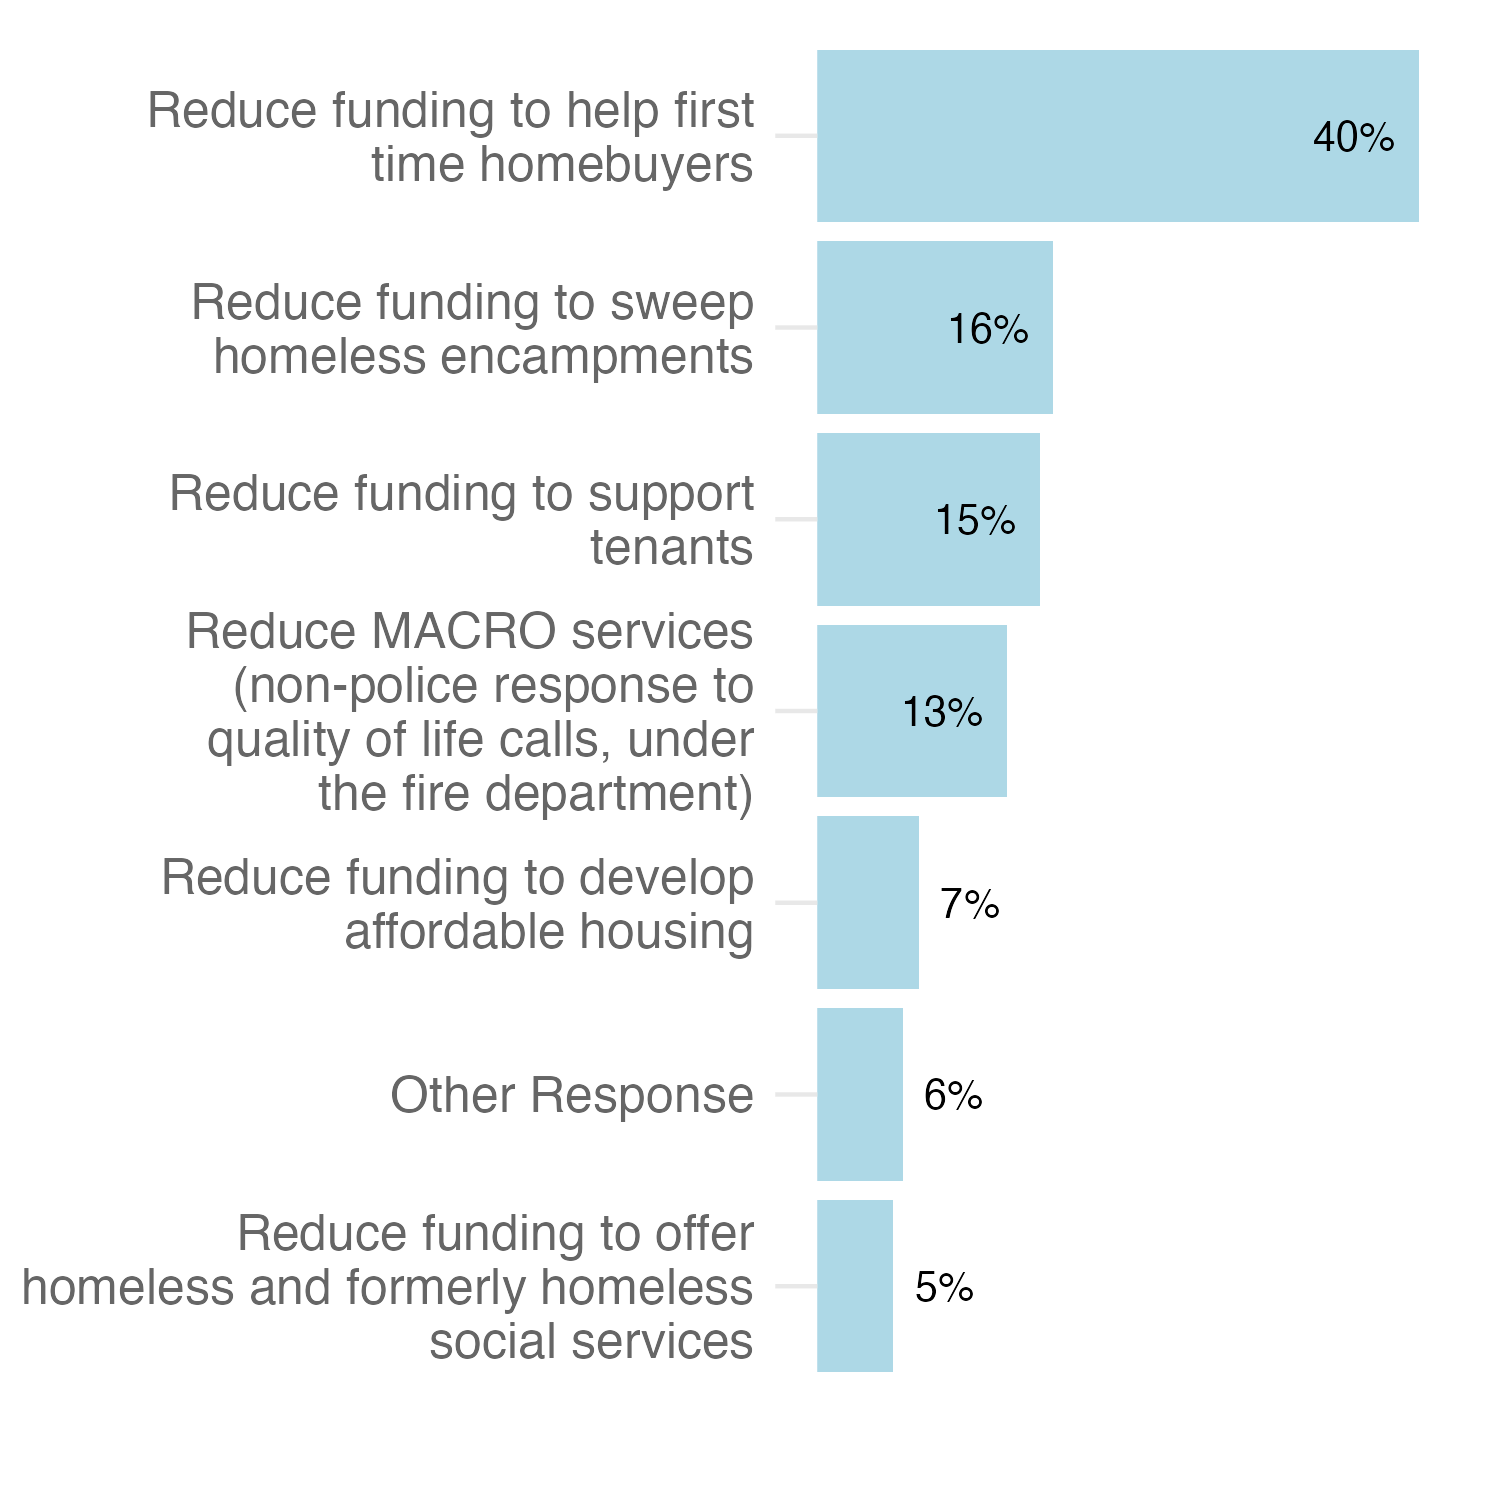 Reduce funding to help first
time homebuyers
40%
Reduce funding to sweep
homeless encampments
16%
Reduce funding to support
tenants
15%
Reduce MACRO services
(non-police response to
quality of life calls, under
the fire department)
13%
Reduce funding to develop
affordable housing
7%
Other Response
6%
Reduce funding to offer
homeless and formerly homeless
social services
5%